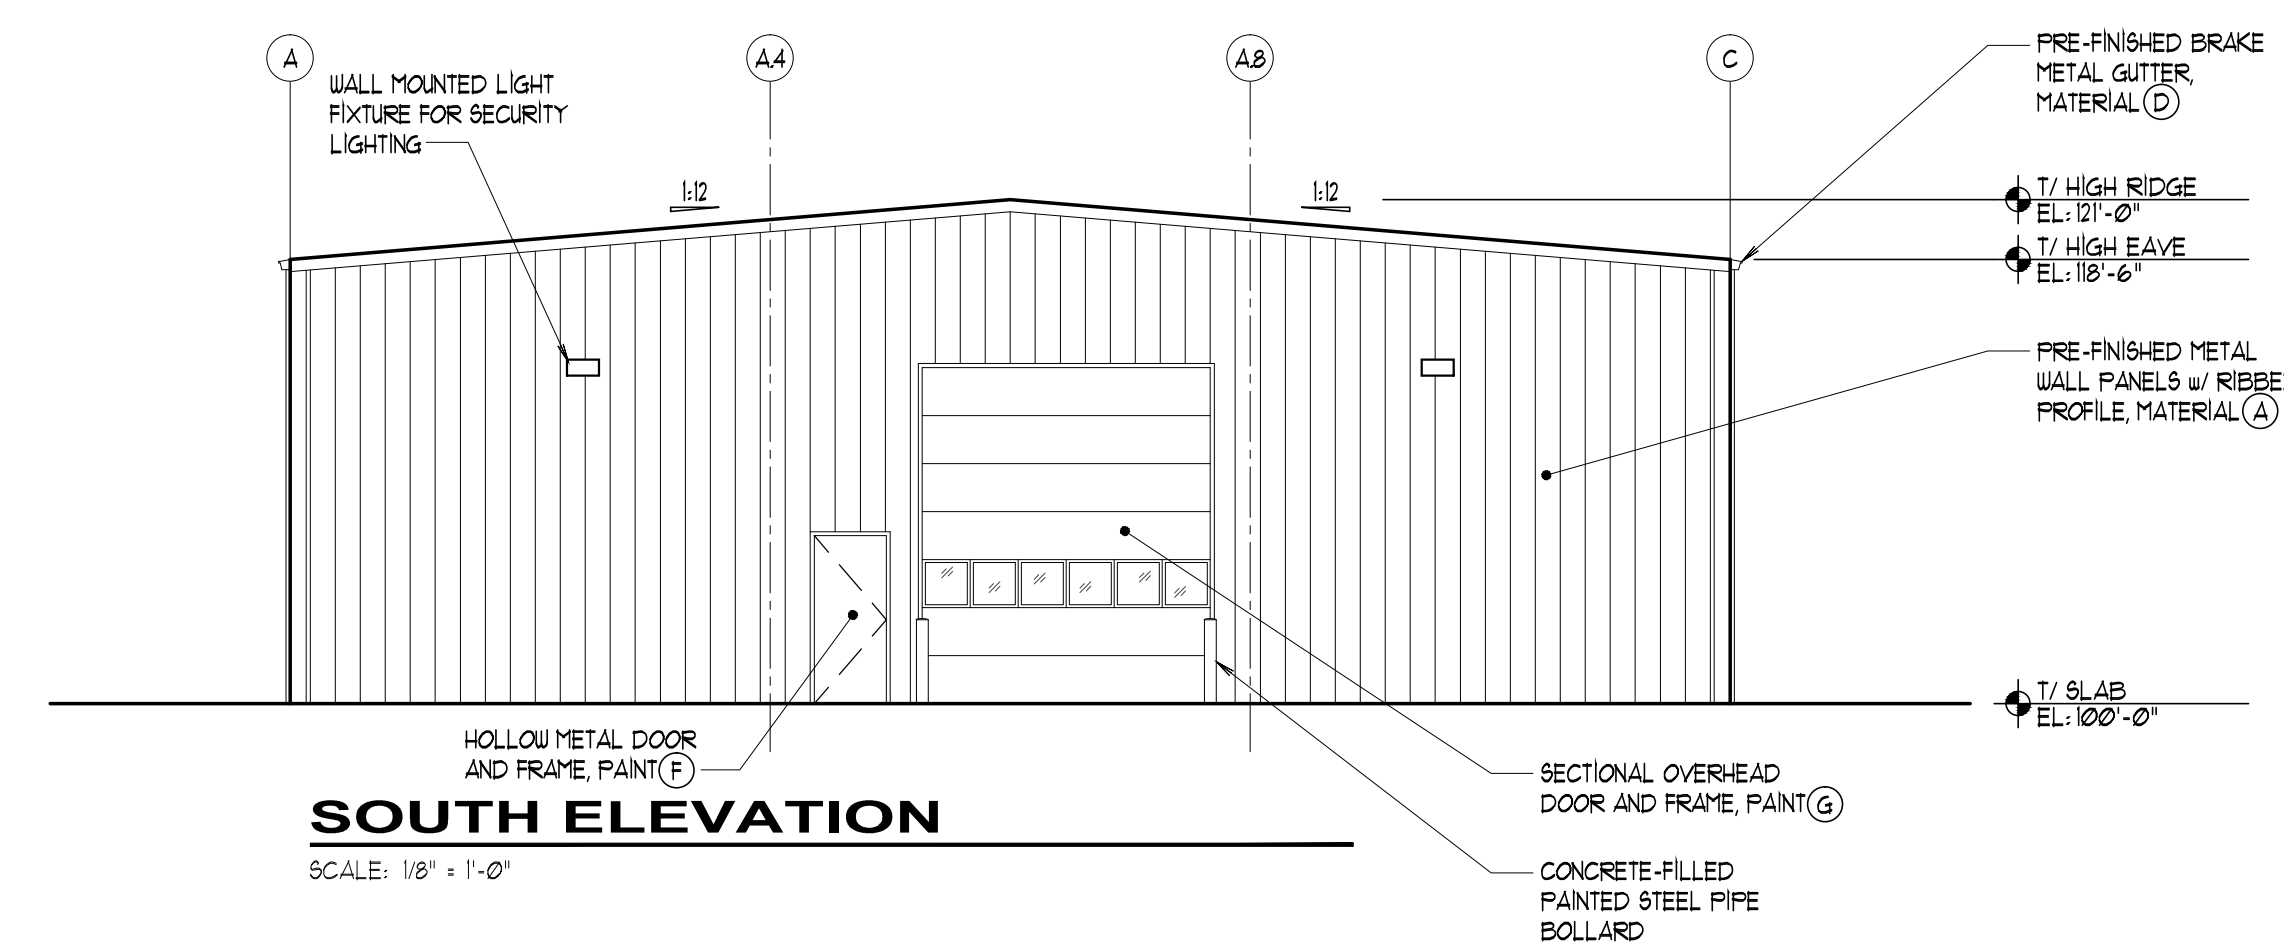 A
A.4
A.8
C
WALL MOUNTED LIGHT
FIXTURE FOR SECURITY
LIGHTING
PRE-FINISHED BRAKE
METAL GUTTER,
MATERIAL D
1:12
1:12
T/ HIGH RIDGE
EL: 121'-0"
T/ HIGH EAVE
EL: 118'-6"
PRE-FINISHED METAL
WALL PANELS w/ RIBBE
PROFILE, MATERIAL A
T/ SLAB
EL: 100'-0"
HOLLOW METAL DOOR
AND FRAME, PAINT F
SECTIONAL OVERHEAD
DOOR AND FRAME, PAINT G
CONCRETE-FILLED
PAINTED STEEL PIPE
BOLLARD
SOUTH ELEVATION
SCALE: 1/8" = 1'-0"